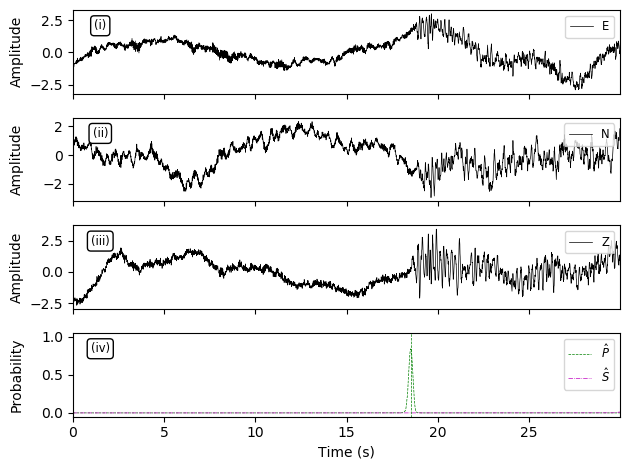 (i)
E
Amplitude
2.5
0.0
−2.5
(ii)
N
Amplitude
2
0
−2
(iii)
Z
Amplitude
2.5
0.0
−2.5
(iv)
P̂
Ŝ
Probability
1.0
0.5
0.0
0 5 10 15 20 25
Time (s)